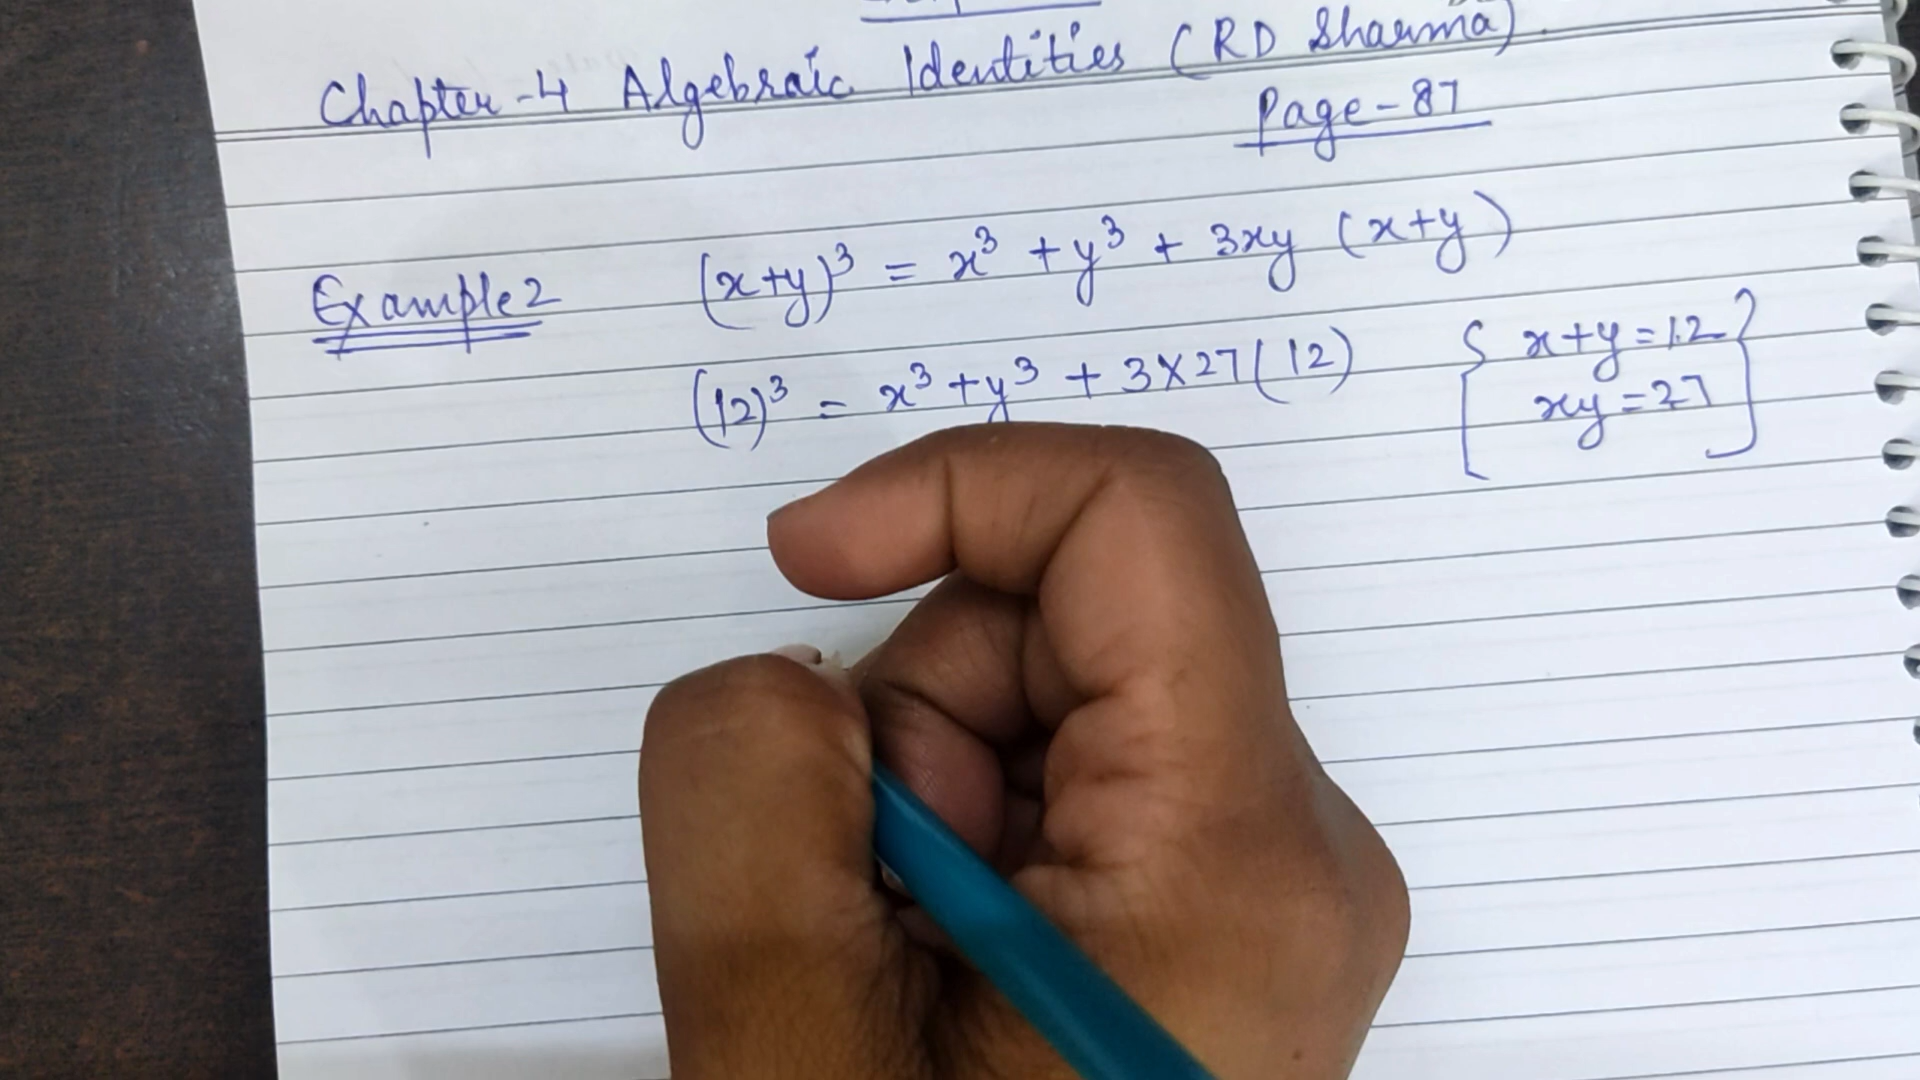 Chapter-4 Algebraic Identities (RD Sharma).
Page-87
Example 2 (x+y)³ = x³ + y³ + 3xy (x+y)
(12)³ = x³ + y³ + 3×27(12) { x+y=12
xy=27 }